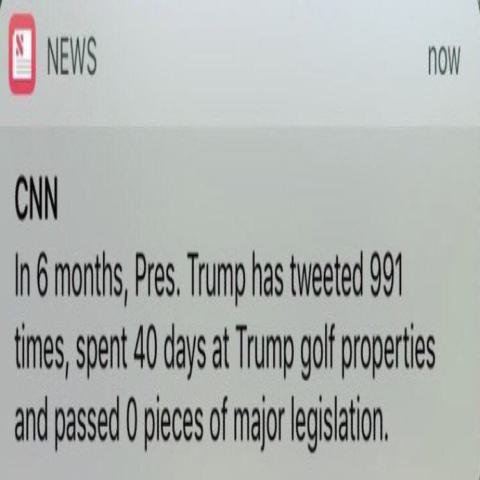 NEWS now
CNN
In 6 months, Pres. Trump has tweeted 991
times, spent 40 days at Trump golf properties
and passed 0 pieces of major legislation.